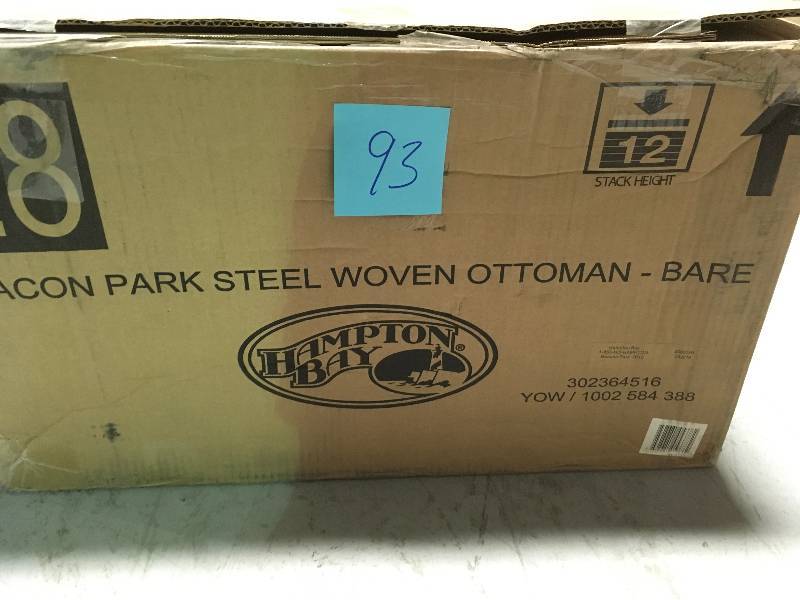 93
12
STACK HEIGHT
ACON PARK STEEL WOVEN OTTOMAN - BARE
HAMPTON
BAY
®
302364516
YOW / 1002 584 388